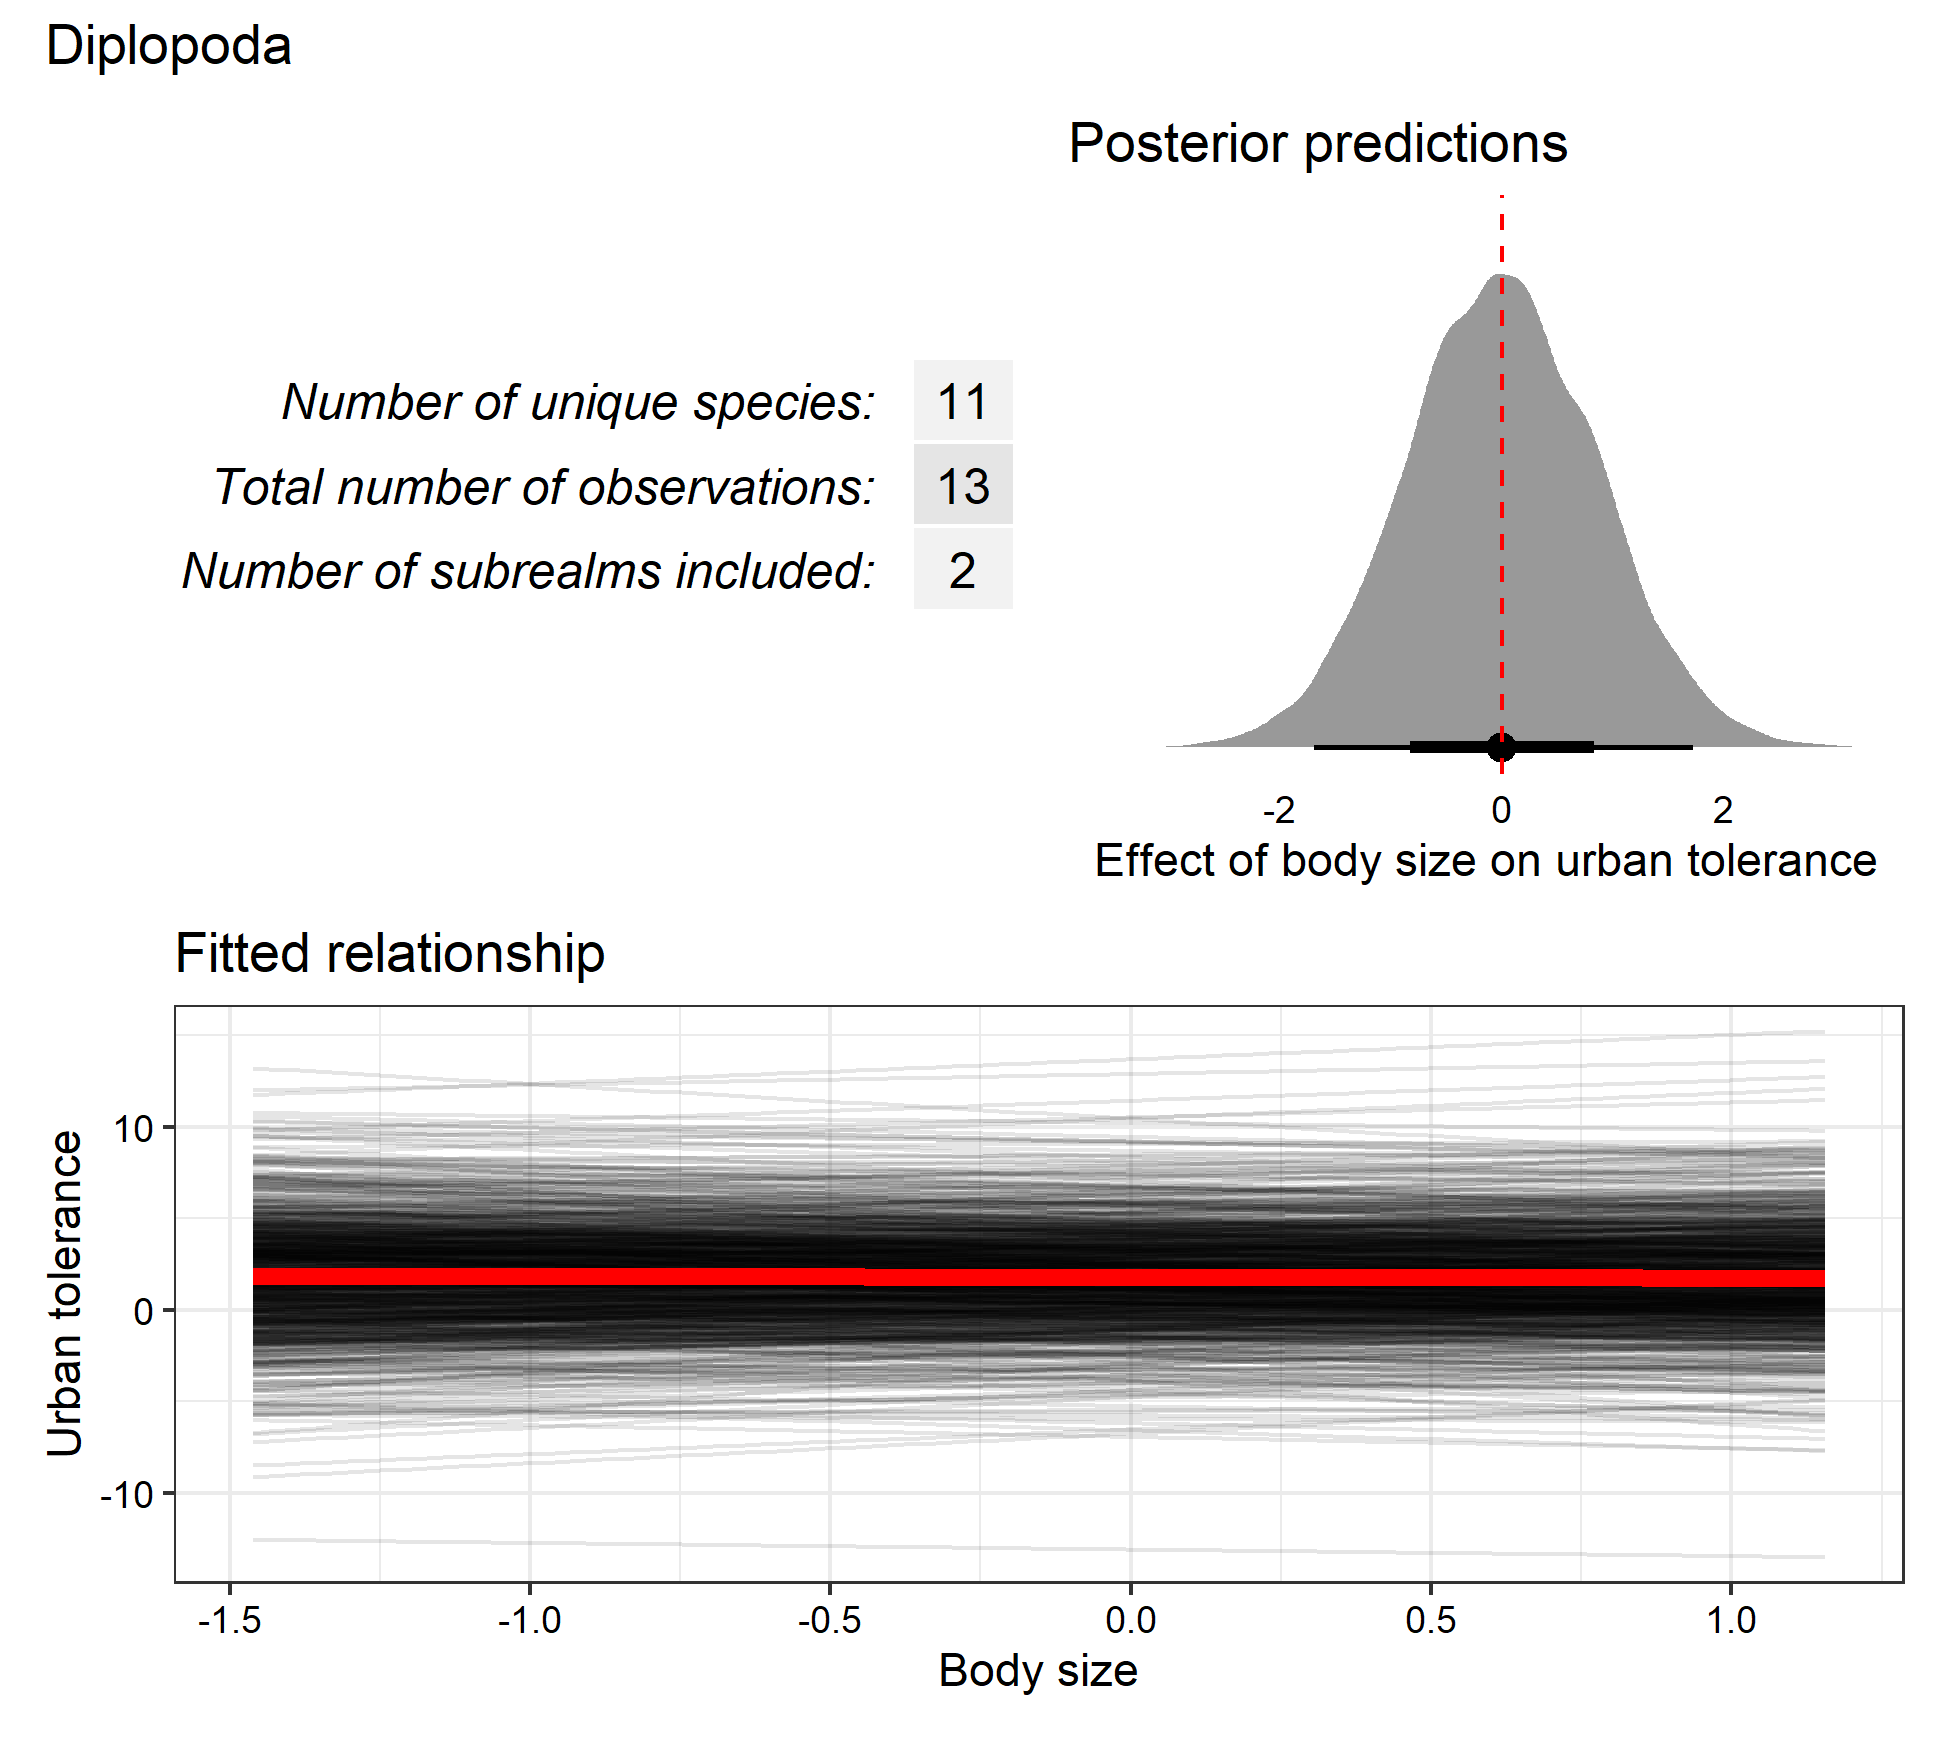 Diplopoda
Posterior predictions
Number of unique species: 11
Total number of observations: 13
Number of subrealms included: 2
-2 0 2
Effect of body size on urban tolerance
Fitted relationship
Urban tolerance
10
0
-10
-1.5 -1.0 -0.5 0.0 0.5 1.0
Body size